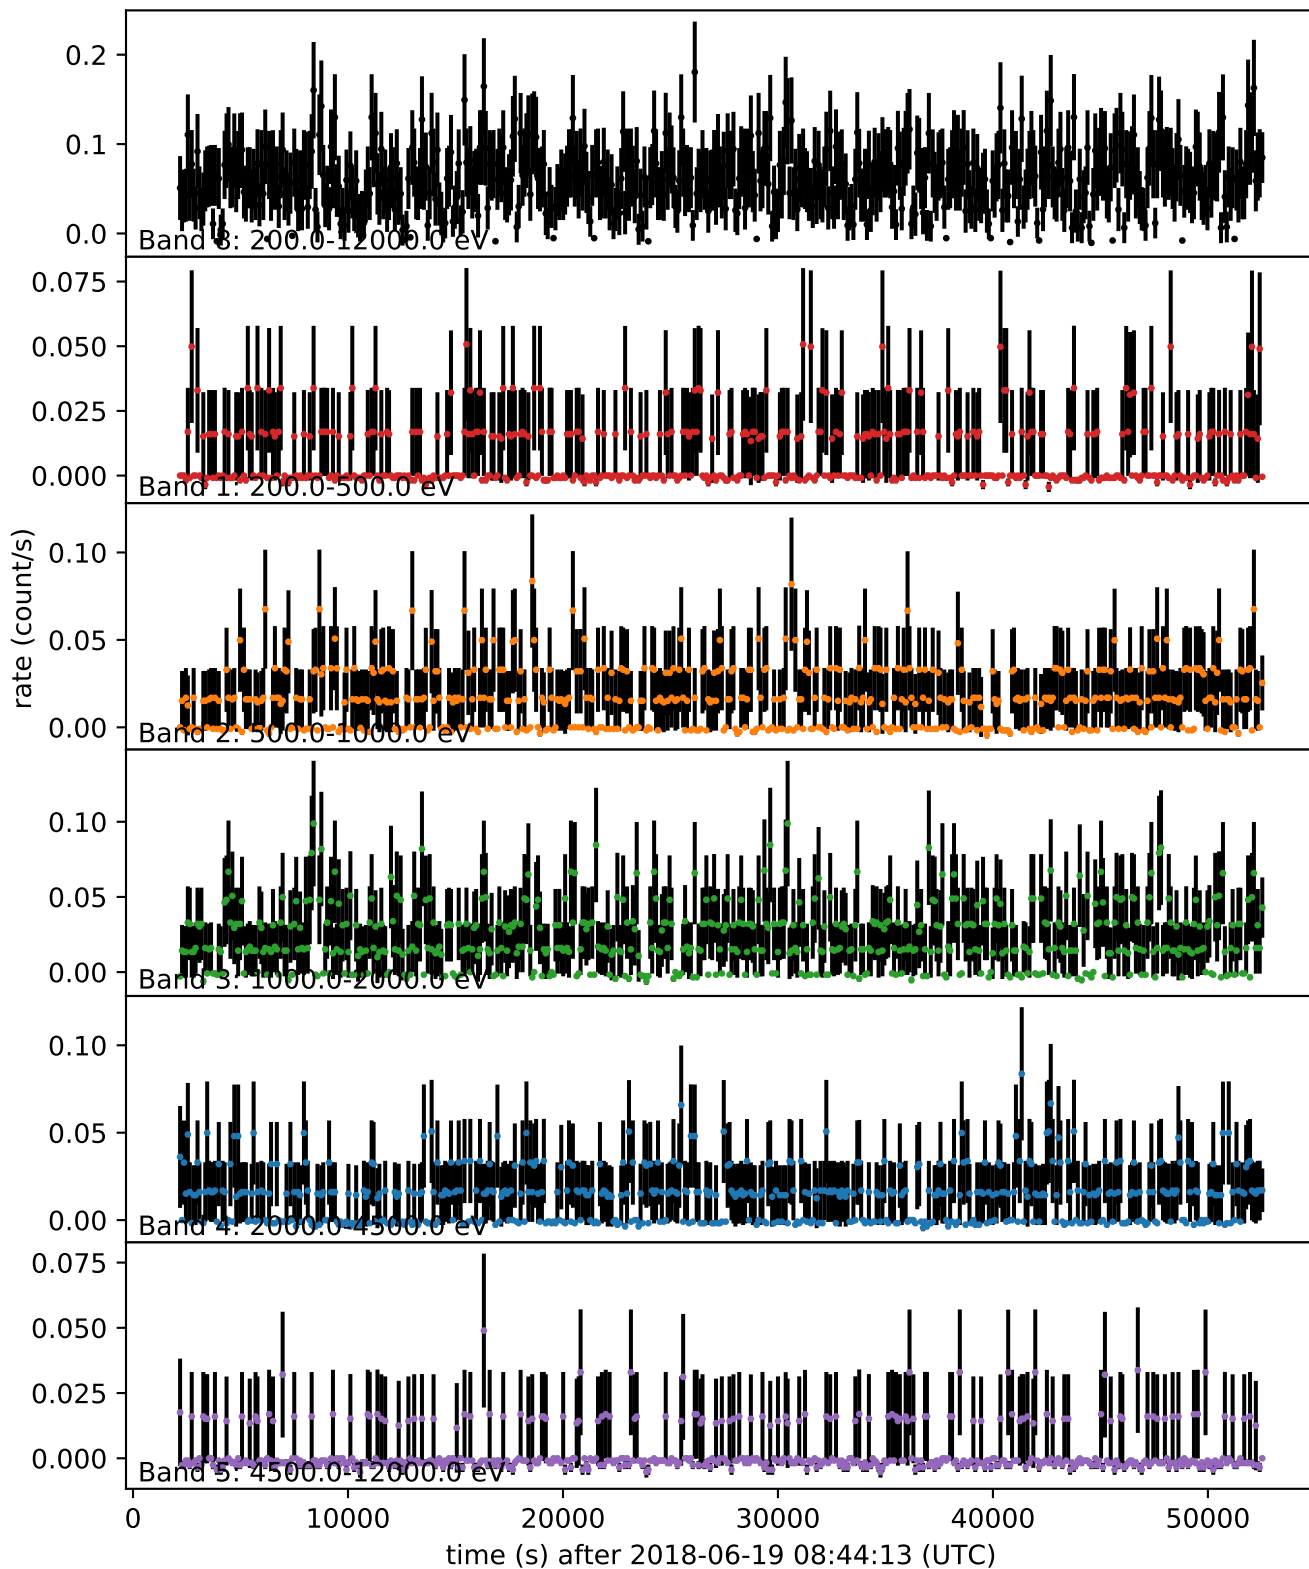 0.2
0.1
0.0
Band 8: 200.0-12000.0 eV
0.075
0.050
0.025
0.000
Band 1: 200.0-500.0 eV
0.10
0.05
0.00
Band 2: 500.0-1000.0 eV
rate (count/s)
0.10
0.05
0.00
Band 3: 1000.0-2000.0 eV
0.10
0.05
0.00
Band 4: 2000.0-4500.0 eV
0.075
0.050
0.025
0.000
Band 5: 4500.0-12000.0 eV
0 10000 20000 30000 40000 50000
time (s) after 2018-06-19 08:44:13 (UTC)